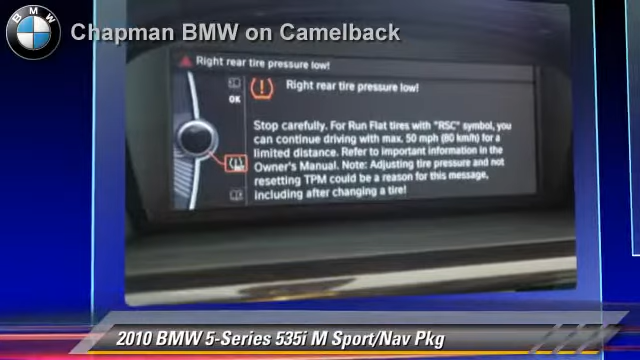 BMW
Chapman BMW on Camelback
Right rear tire pressure low!
OK
Right rear tire pressure low!
Stop carefully. For Run Flat tires with "RSC" symbol, you
can continue driving with max. 50 mph (80 km/h) for a
limited distance. Refer to important information in the
Owner's Manual. Note: Adjusting tire pressure and not
resetting TPM could be a reason for this message,
including after changing a tire!
2010 BMW 5-Series 535i M Sport/Nav Pkg